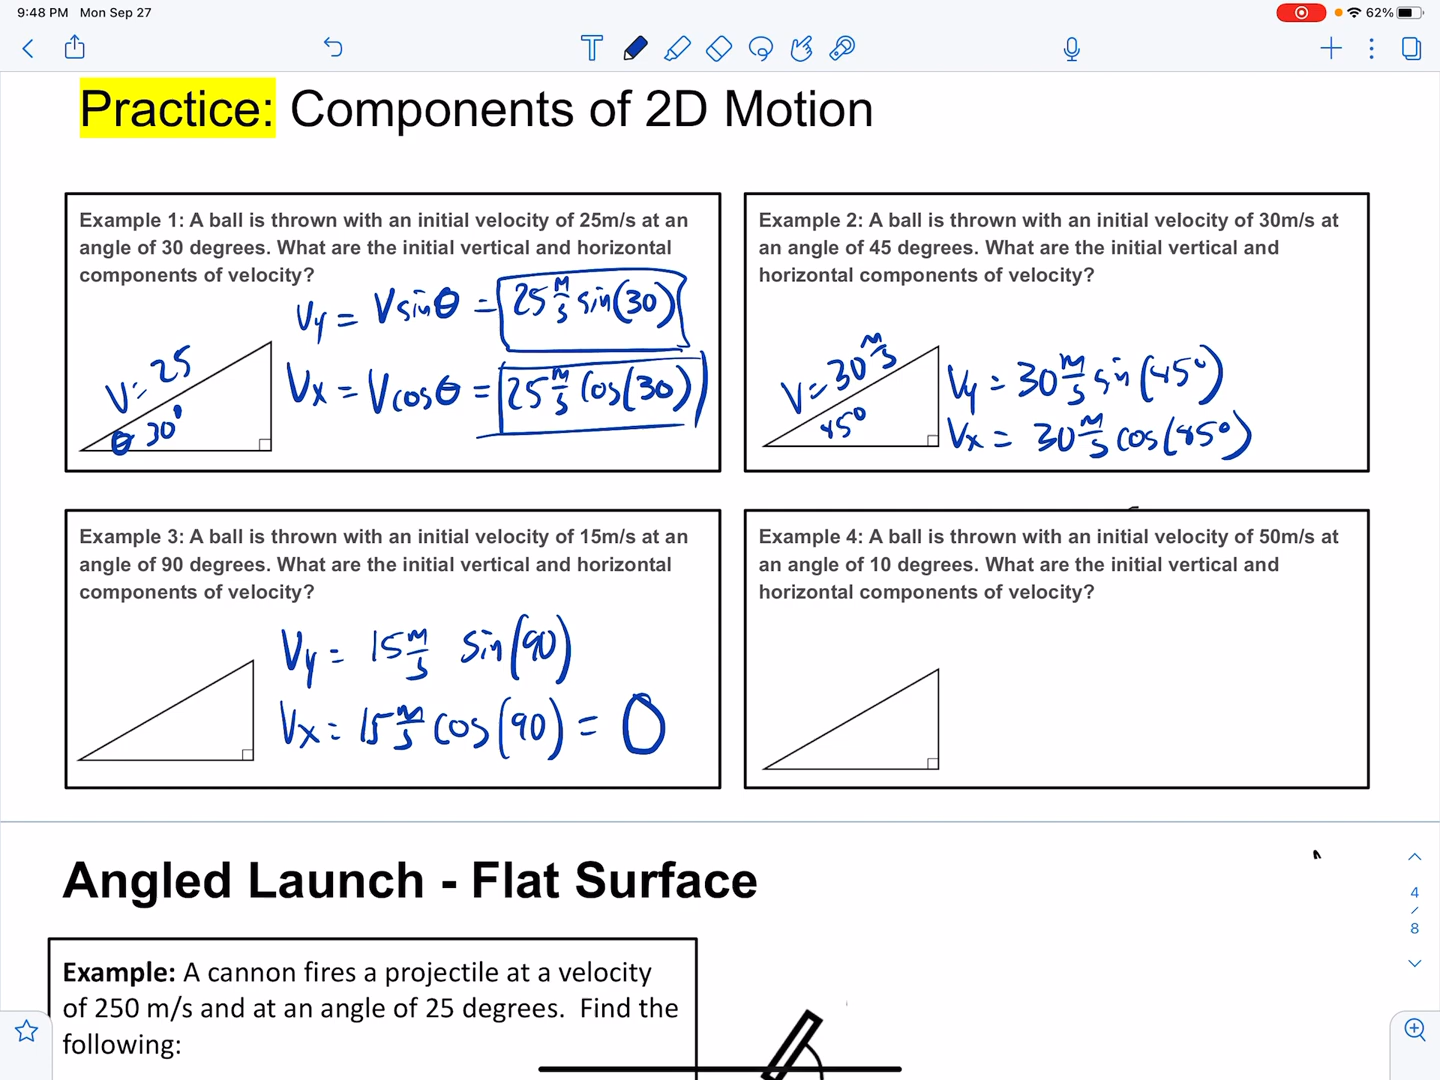 9:48 PM Mon Sep 27
62%
T
Practice: Components of 2D Motion
Example 1: A ball is thrown with an initial velocity of 25m/s at an
angle of 30 degrees. What are the initial vertical and horizontal
components of velocity?
Vy = Vsinθ = 25 m/s sin(30)
Vx = Vcosθ = 25 m/s cos(30)
V = 25
θ 30°
Example 2: A ball is thrown with an initial velocity of 30m/s at
an angle of 45 degrees. What are the initial vertical and
horizontal components of velocity?
V = 30 m/s
45°
Vy = 30 m/s sin(45°)
Vx = 30 m/s cos(45°)
Example 3: A ball is thrown with an initial velocity of 15m/s at an
angle of 90 degrees. What are the initial vertical and horizontal
components of velocity?
Vy = 15 m/s sin(90)
Vx = 15 m/s cos(90) = 0
Example 4: A ball is thrown with an initial velocity of 50m/s at
an angle of 10 degrees. What are the initial vertical and
horizontal components of velocity?
Angled Launch - Flat Surface
4
/
8
Example: A cannon fires a projectile at a velocity
of 250 m/s and at an angle of 25 degrees. Find the
following: